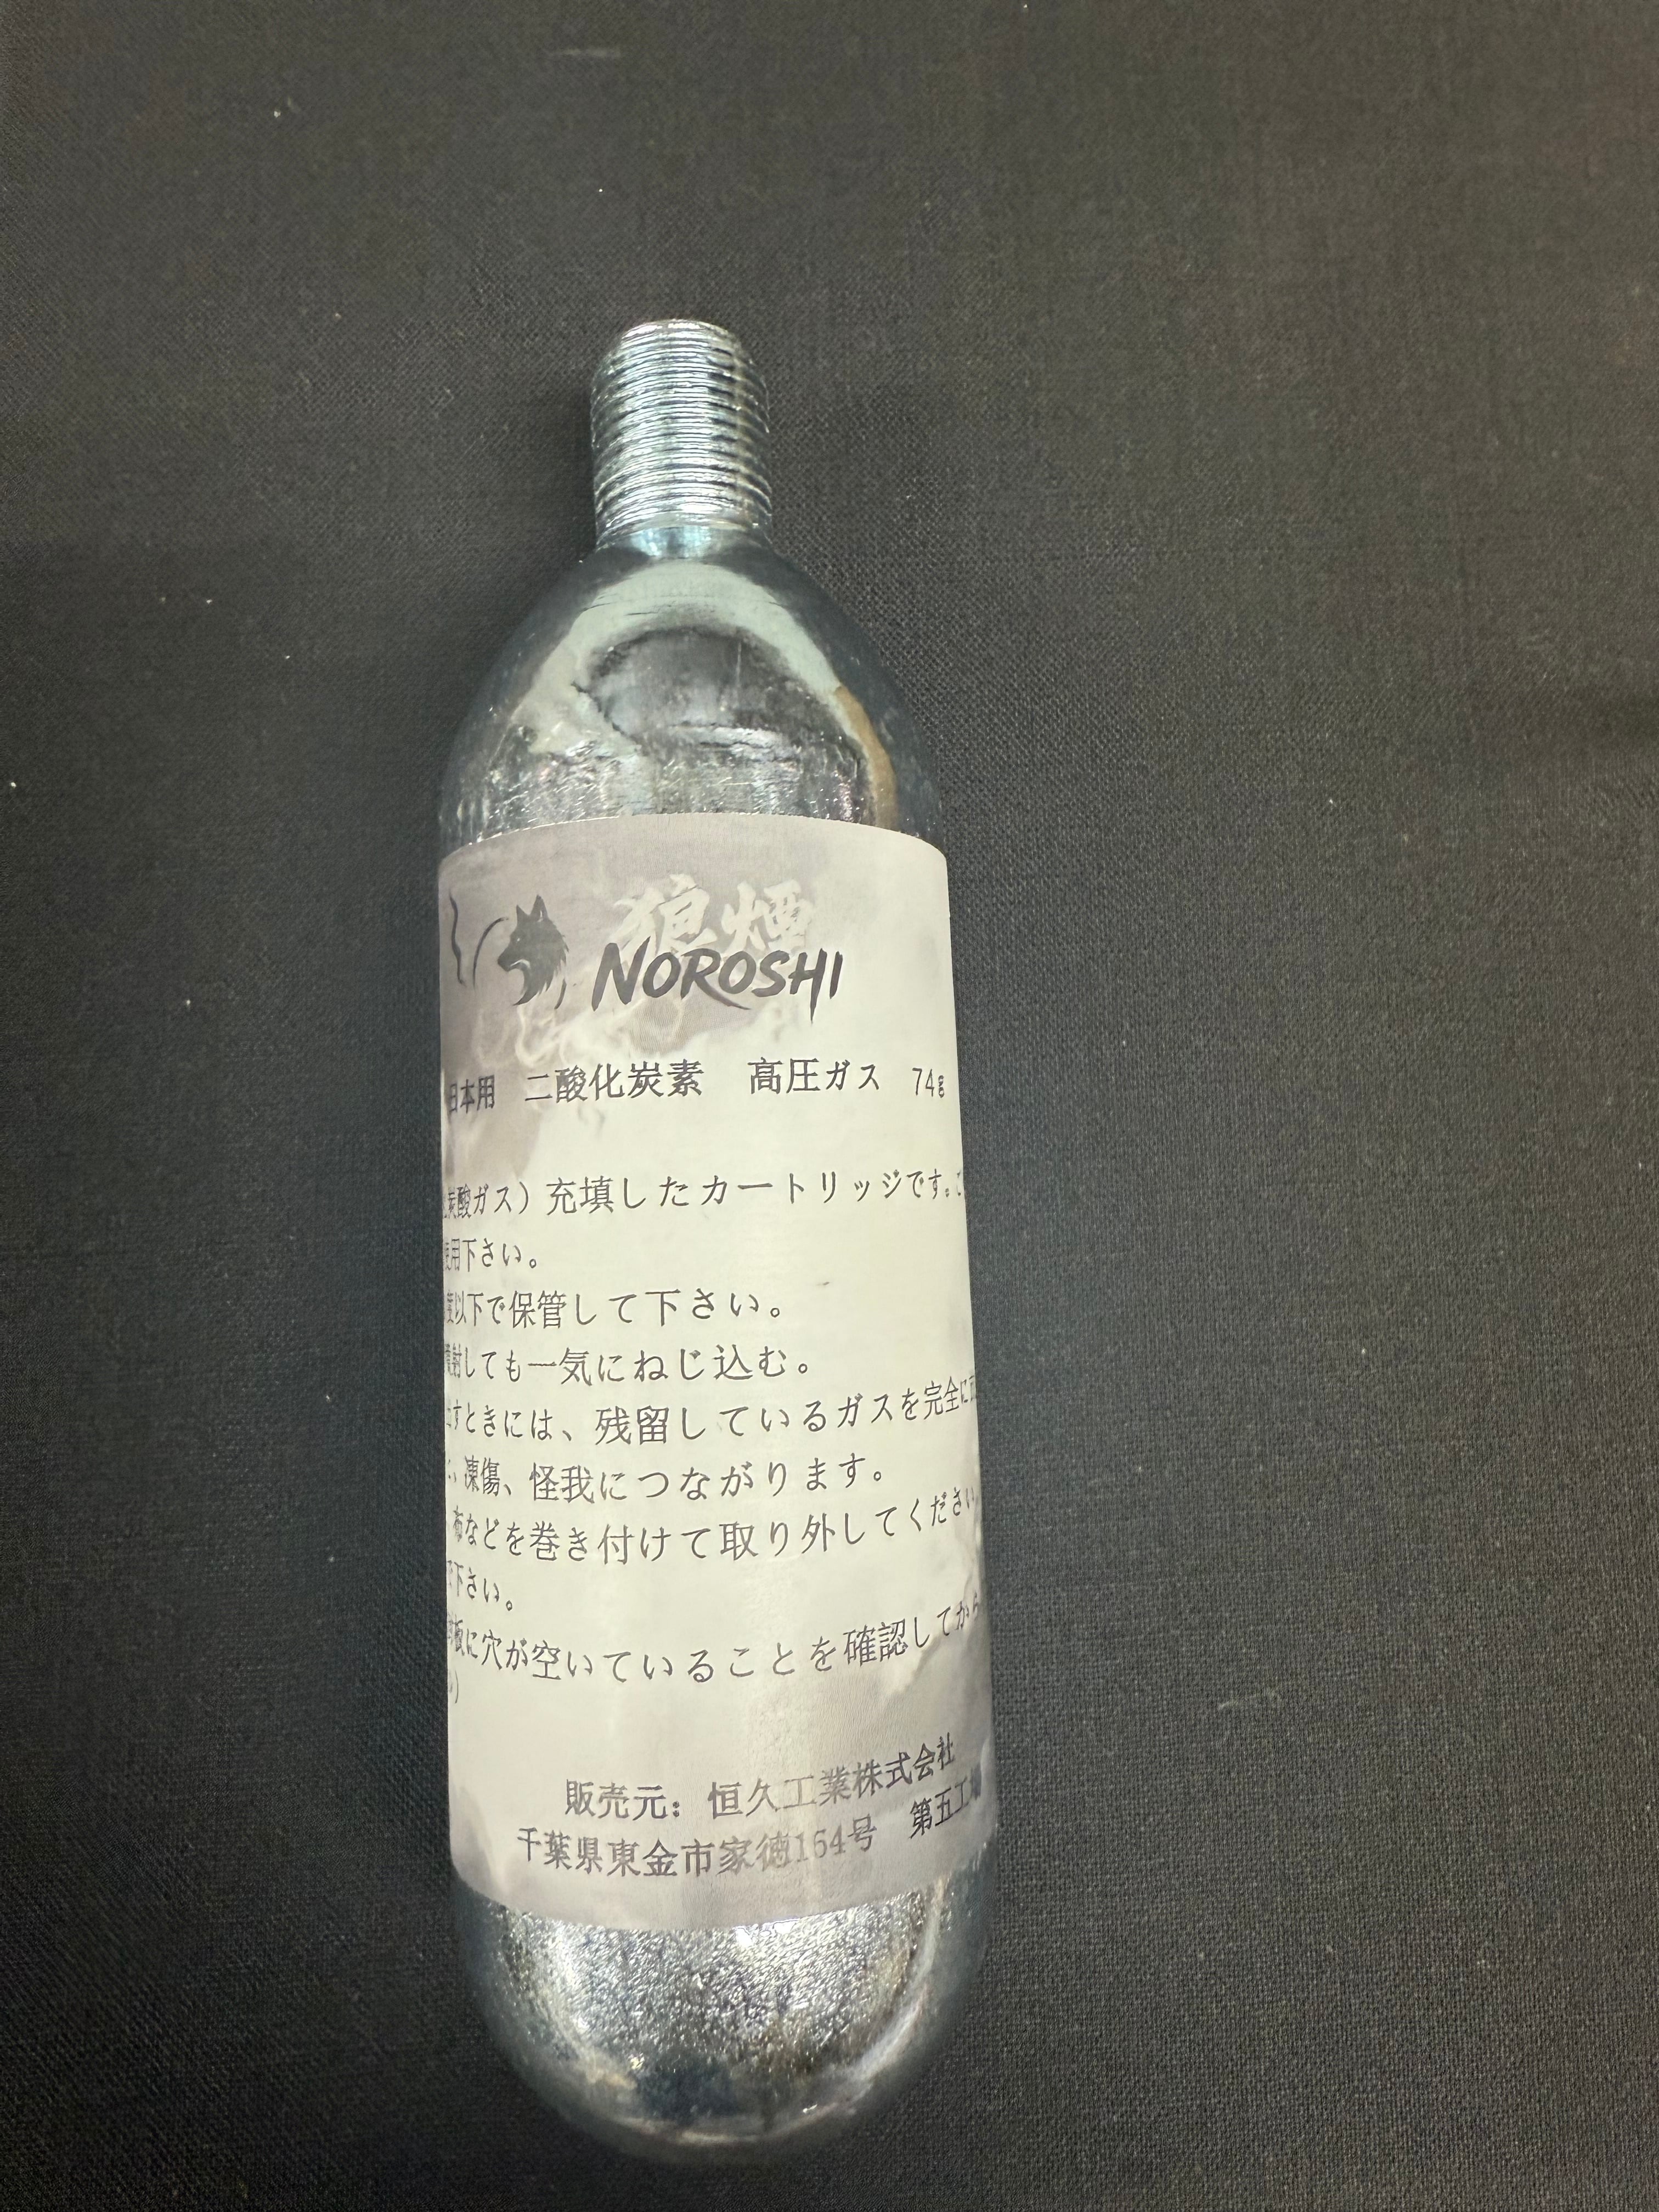 狼煙
NOROSHI
日本用 二酸化炭素 高圧ガス 74g
炭酸ガス）充填したカートリッジです。
使用下さい。
以下で保管して下さい。
射しても一気にねじ込む。
すときには、残留しているガスを完全に
凍傷、怪我につながります。
布などを巻き付けて取り外してください
下さい。
板に穴が空いていることを確認してから
販売元：恒久工業株式会社
千葉県東金市家徳164号 第五工